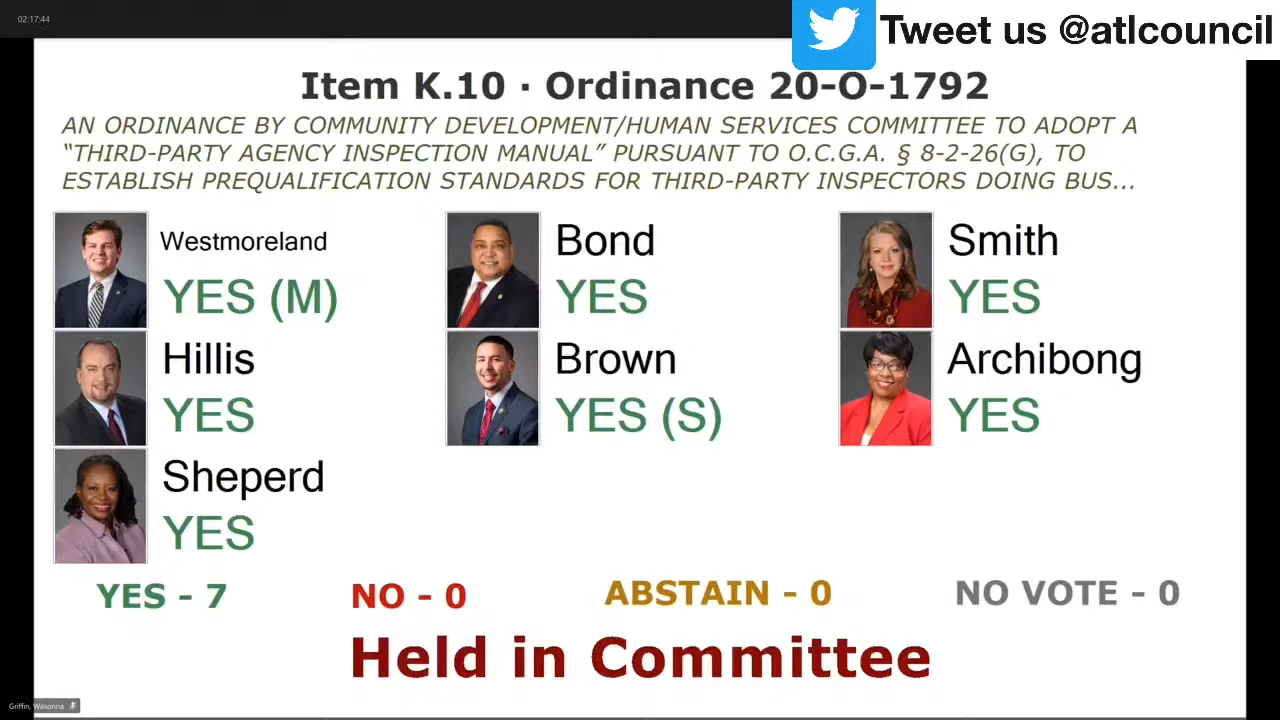 02:17:44
Tweet us @atlcouncil
Item K.10 · Ordinance 20-O-1792
AN ORDINANCE BY COMMUNITY DEVELOPMENT/HUMAN SERVICES COMMITTEE TO ADOPT A
“THIRD-PARTY AGENCY INSPECTION MANUAL” PURSUANT TO O.C.G.A. § 8-2-26(G), TO
ESTABLISH PREQUALIFICATION STANDARDS FOR THIRD-PARTY INSPECTORS DOING BUS...
Westmoreland
YES (M)
Bond
YES
Smith
YES
Hillis
YES
Brown
YES (S)
Archibong
YES
Sheperd
YES
YES - 7
NO - 0
ABSTAIN - 0
NO VOTE - 0
Held in Committee
Griffin, Wasonna